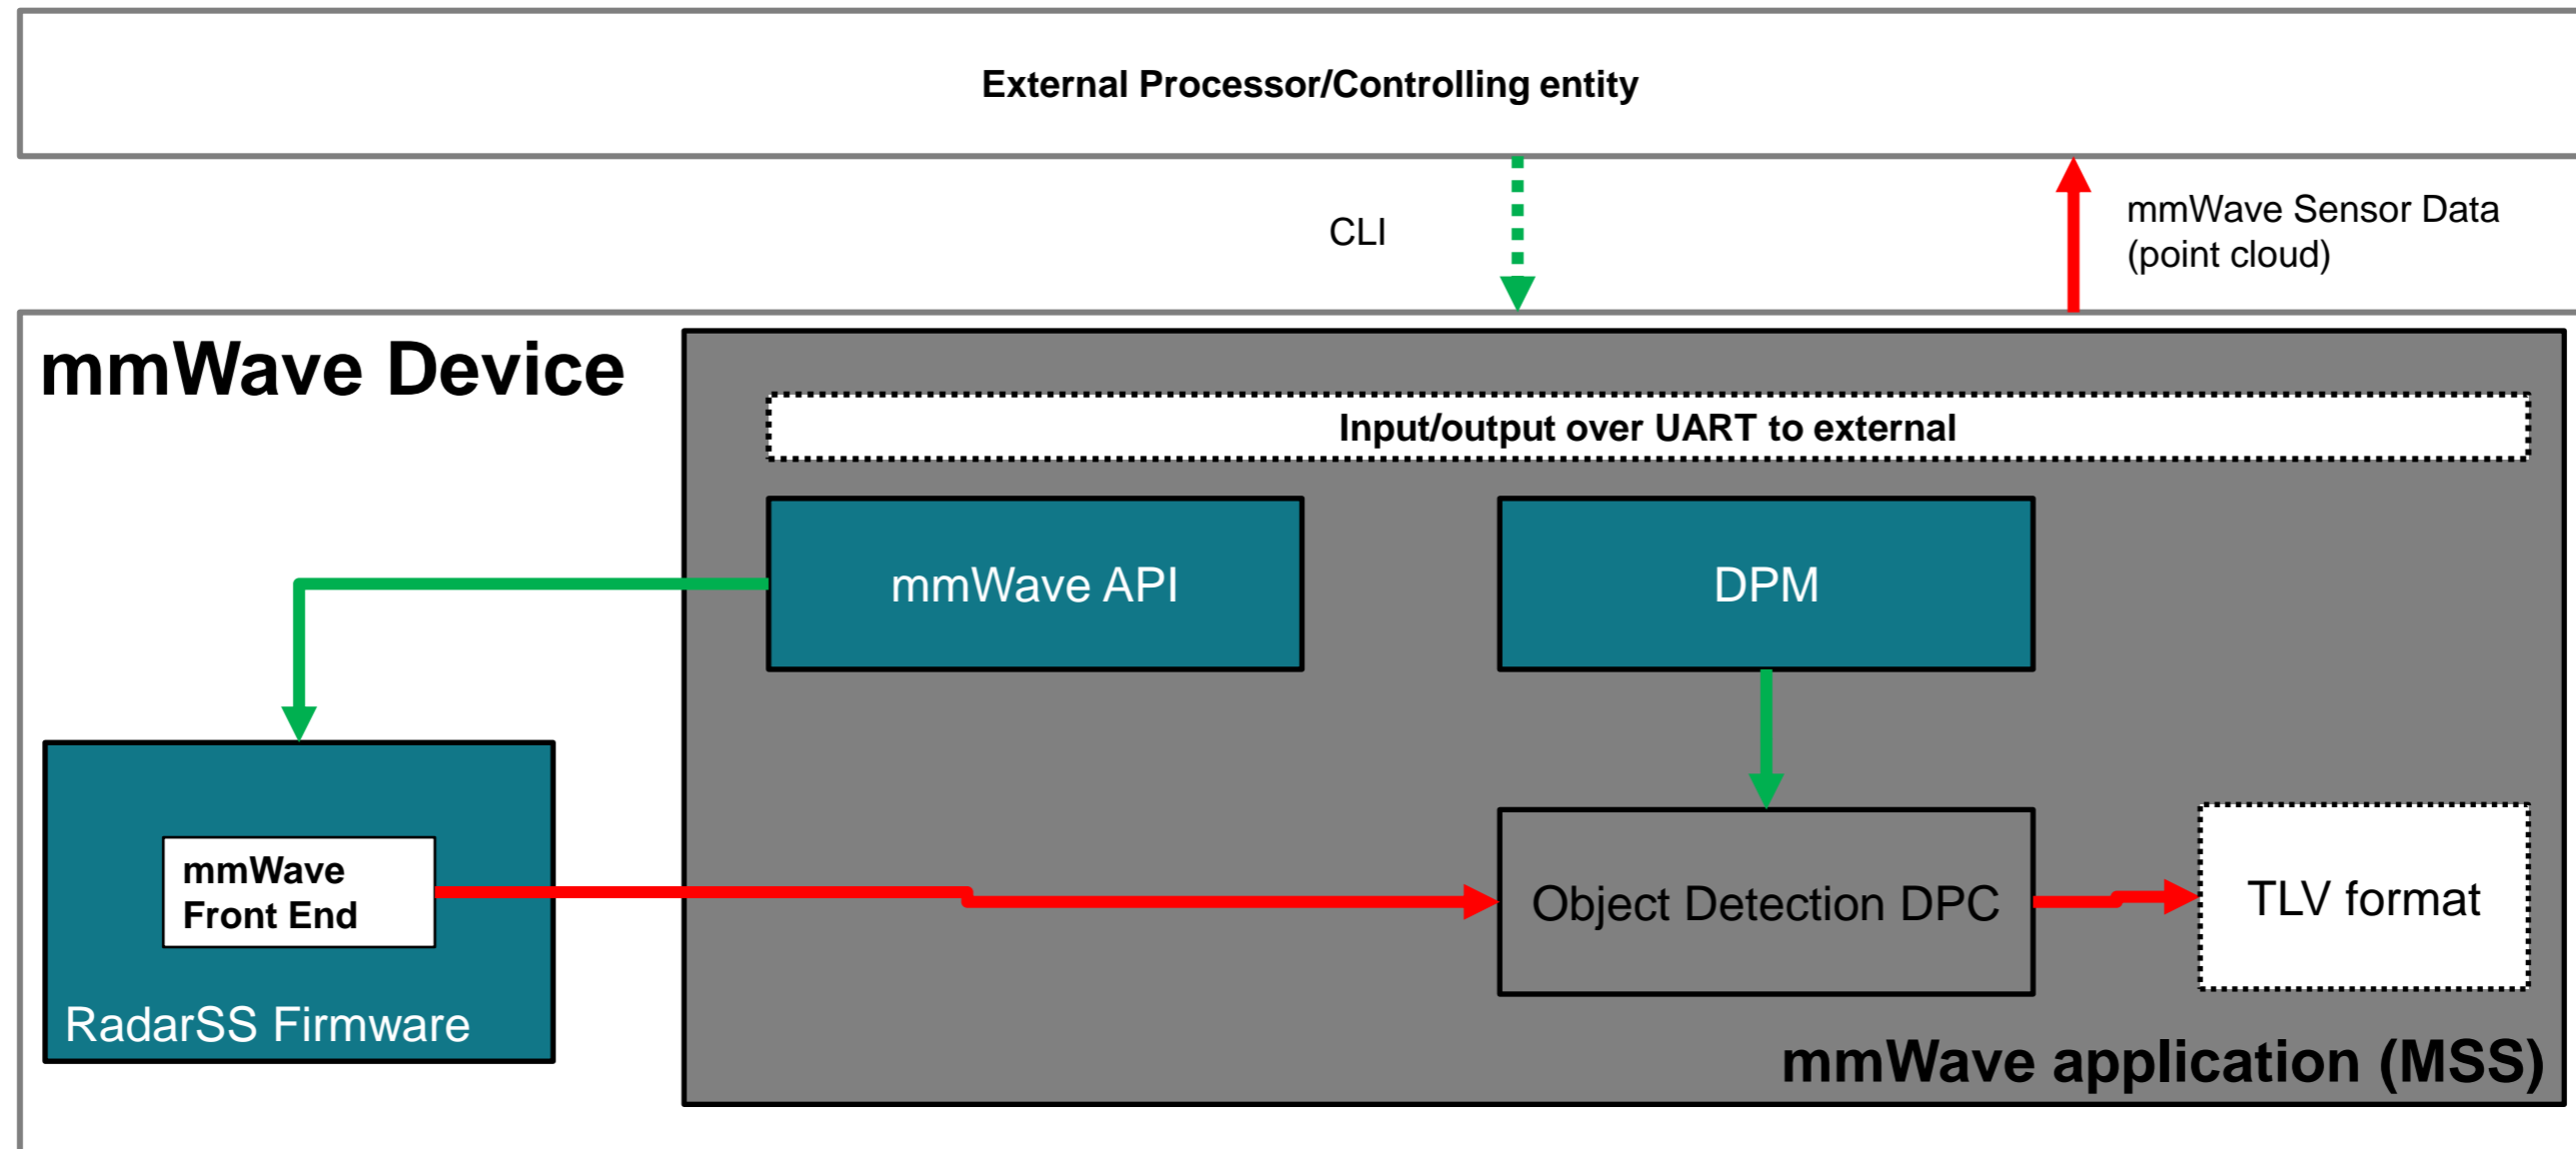 External Processor/Controlling entity
CLI
mmWave Sensor Data
(point cloud)
mmWave Device
Input/output over UART to external
mmWave API
DPM
mmWave
Front End
Object Detection DPC
TLV format
RadarSS Firmware
mmWave application (MSS)